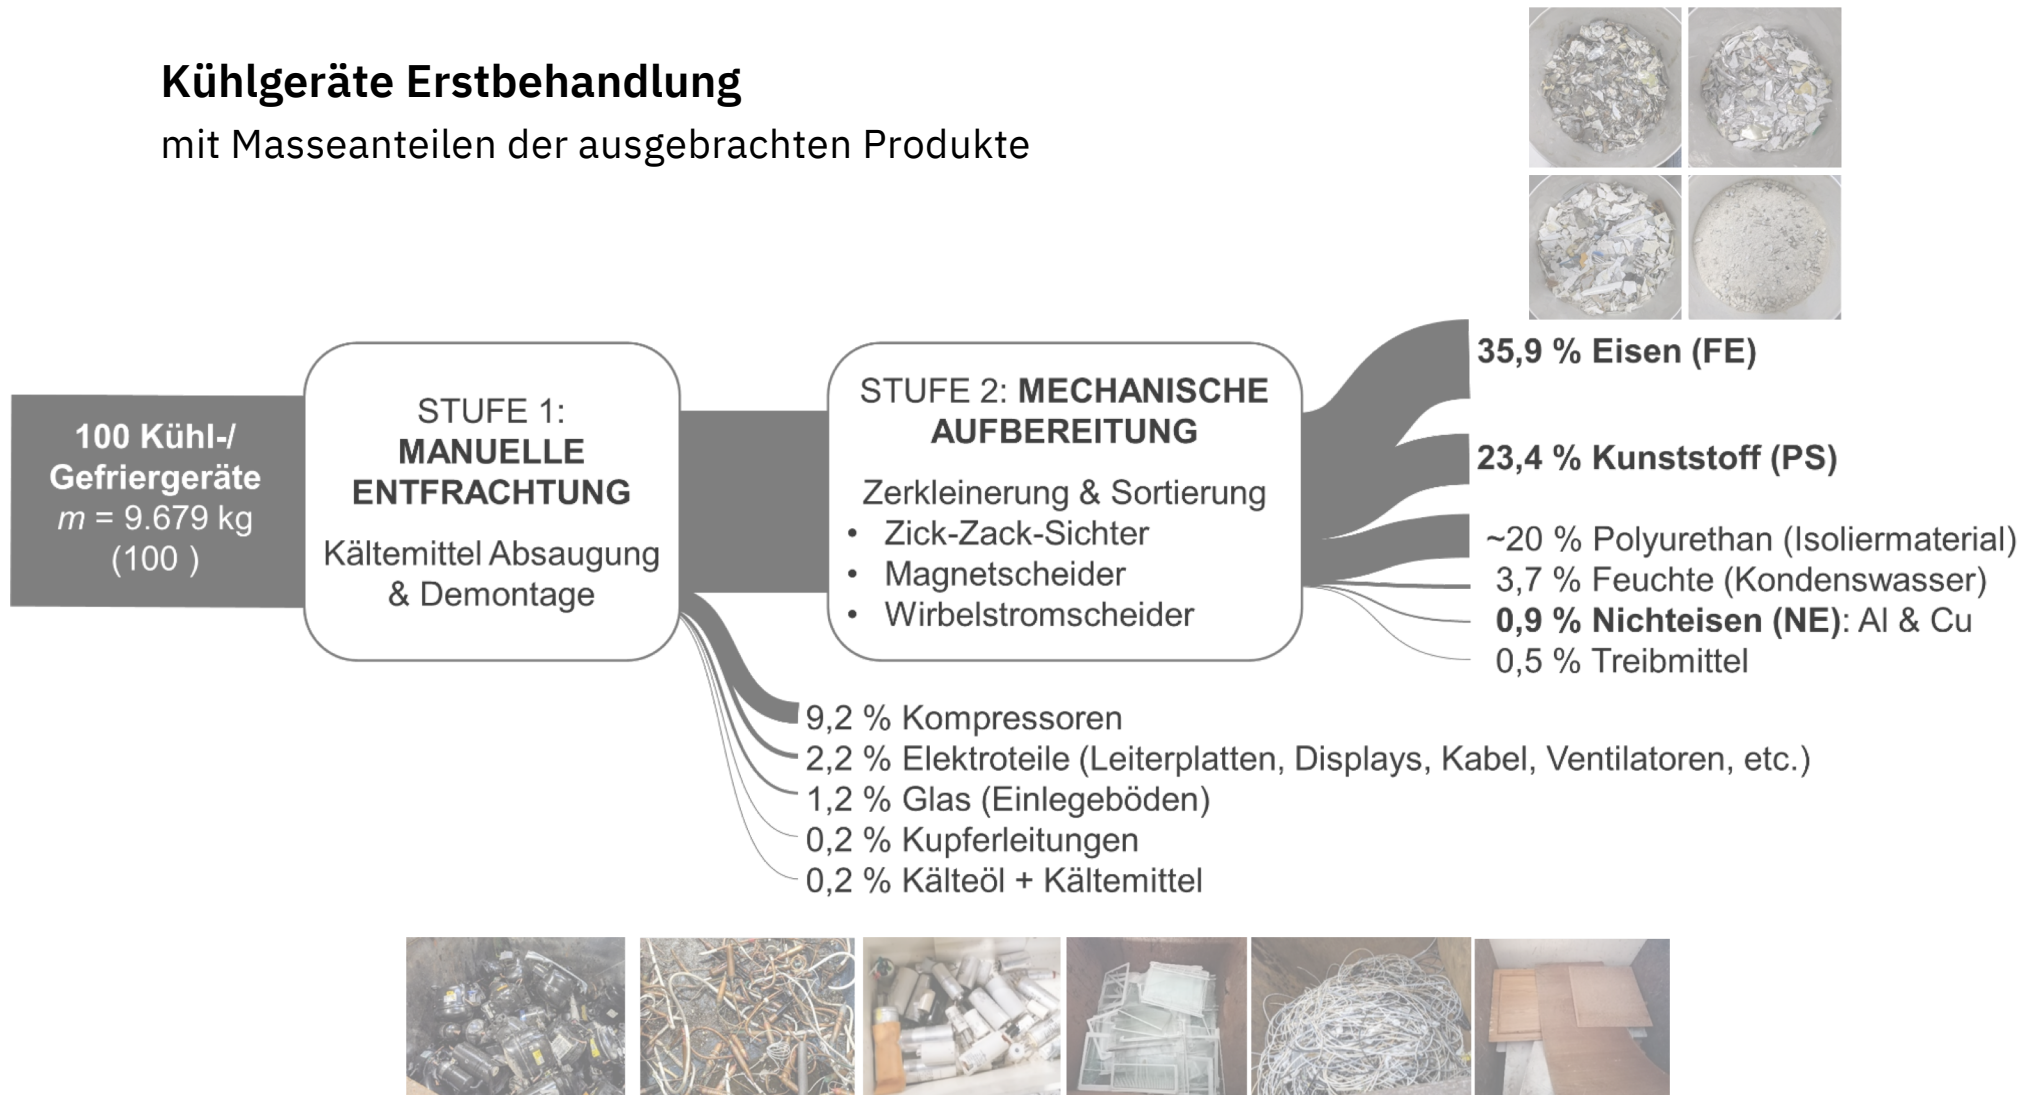 Kühlgeräte Erstbehandlung
mit Masseanteilen der ausgebrachten Produkte
100 Kühl-/
Gefriergeräte
m = 9.679 kg
(100 )
STUFE 1:
MANUELLE
ENTFRACHTUNG
Kältemittel Absaugung
& Demontage
STUFE 2: MECHANISCHE
AUFBEREITUNG
Zerkleinerung & Sortierung
• Zick-Zack-Sichter
• Magnetscheider
• Wirbelstromscheider
35,9 % Eisen (FE)
23,4 % Kunststoff (PS)
~20 % Polyurethan (Isoliermaterial)
3,7 % Feuchte (Kondenswasser)
0,9 % Nichteisen (NE): Al & Cu
0,5 % Treibmittel
9,2 % Kompressoren
2,2 % Elektroteile (Leiterplatten, Displays, Kabel, Ventilatoren, etc.)
1,2 % Glas (Einlegeböden)
0,2 % Kupferleitungen
0,2 % Kälteöl + Kältemittel